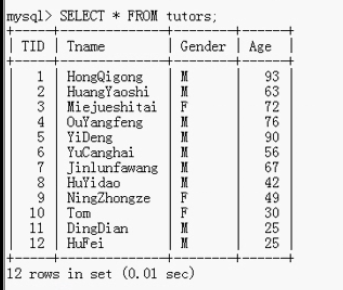 mysql> SELECT * FROM tutors;
| TID | Tname | Gender | Age |
| 1 | HongQigong | M | 93 |
| 2 | HuangYaoshi | M | 63 |
| 3 | Miejueshitai | F | 72 |
| 4 | OuYangfeng | M | 76 |
| 5 | YiDeng | M | 90 |
| 6 | YuCanghai | M | 56 |
| 7 | Jinlunfawang | M | 67 |
| 8 | HuYidao | M | 42 |
| 9 | NingZhongze | F | 49 |
| 10 | Tom | F | 30 |
| 11 | DingDian | M | 25 |
| 12 | HuFei | M | 25 |
12 rows in set (0.01 sec)